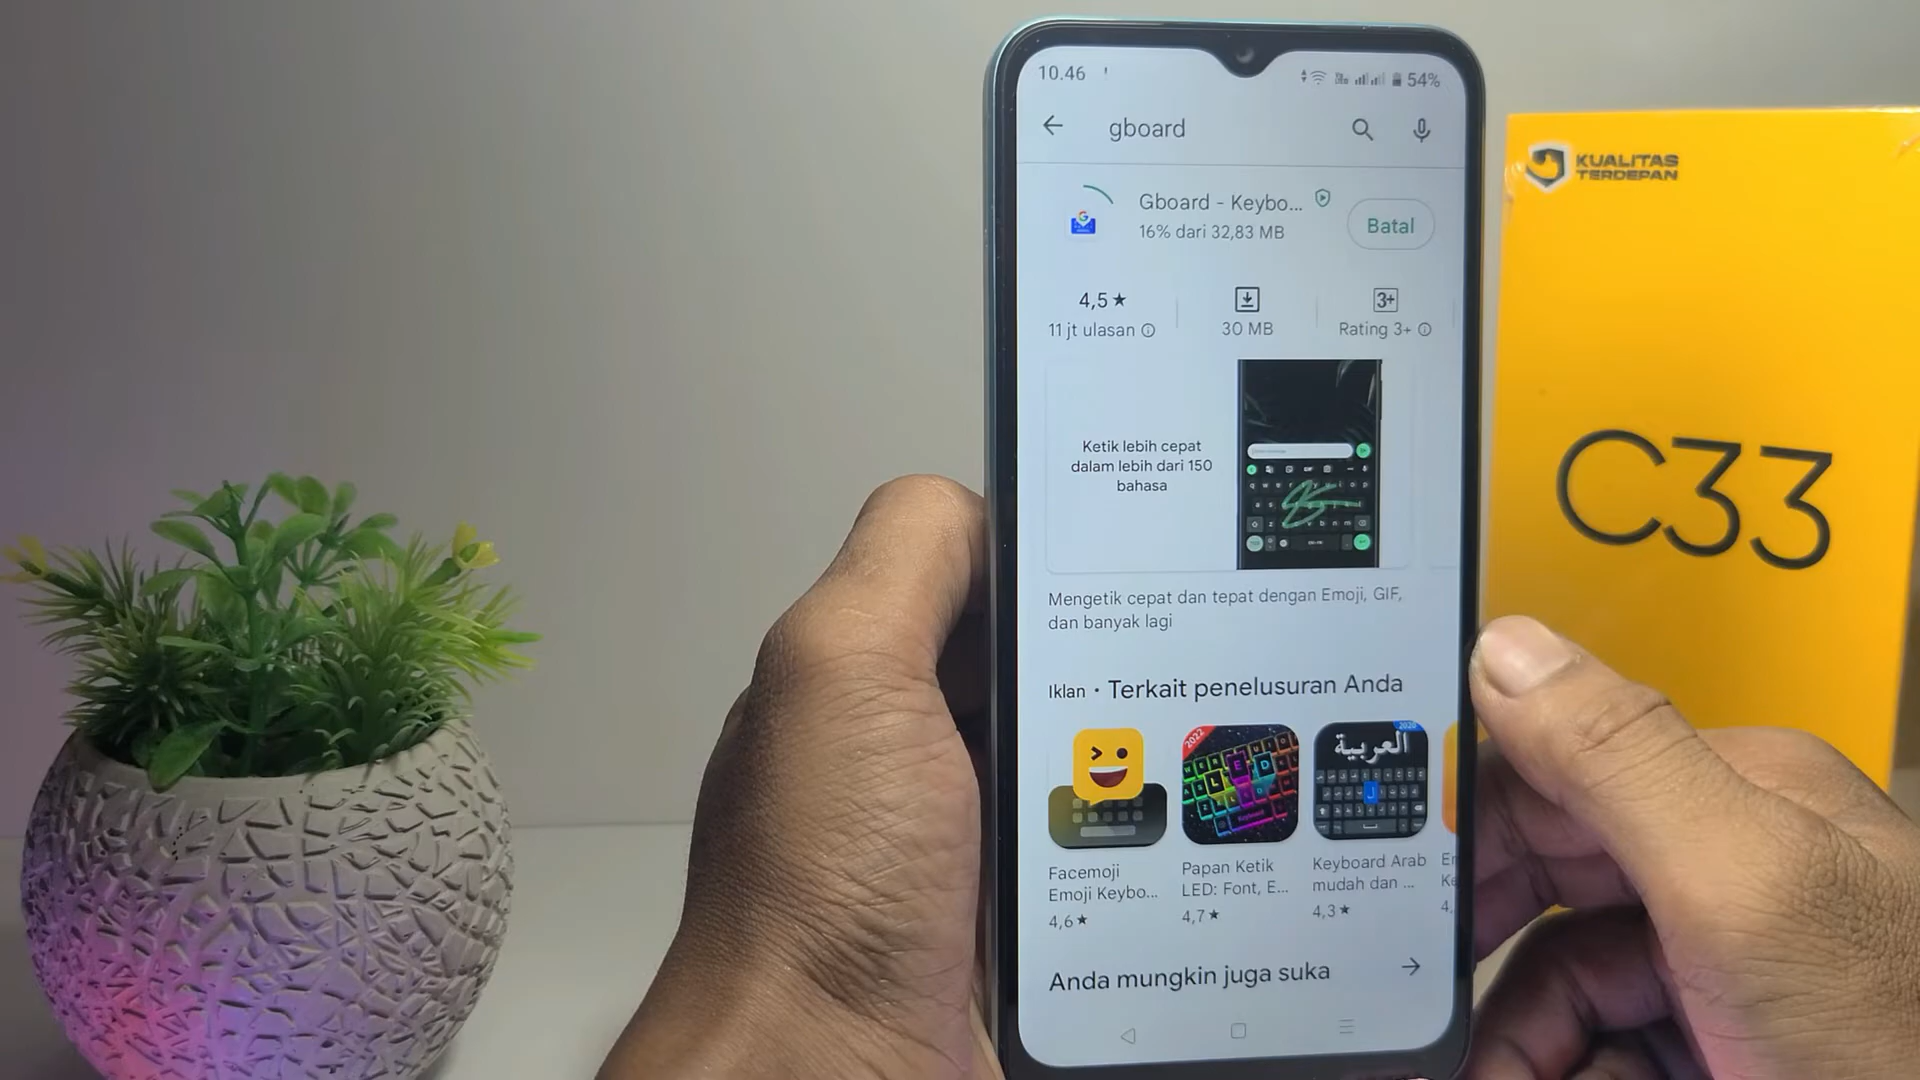 10.46
54%
gboard
KUALITAS
TERDEPAN
Gboard - Keybo...
16% dari 32,83 MB
Batal
4,5★
11 jt ulasan
30 MB
3+
Rating 3+
Ketik lebih cepat
dalam lebih dari 150
bahasa
C33
Mengetik cepat dan tepat dengan Emoji, GIF,
dan banyak lagi
Iklan • Terkait penelusuran Anda
2022
LED
2020
العربية
Facemoji
Emoji Keybo...
4,6★
Papan Ketik
LED: Font, E...
4,7★
Keyboard Arab
mudah dan ...
4,3★
Anda mungkin juga suka